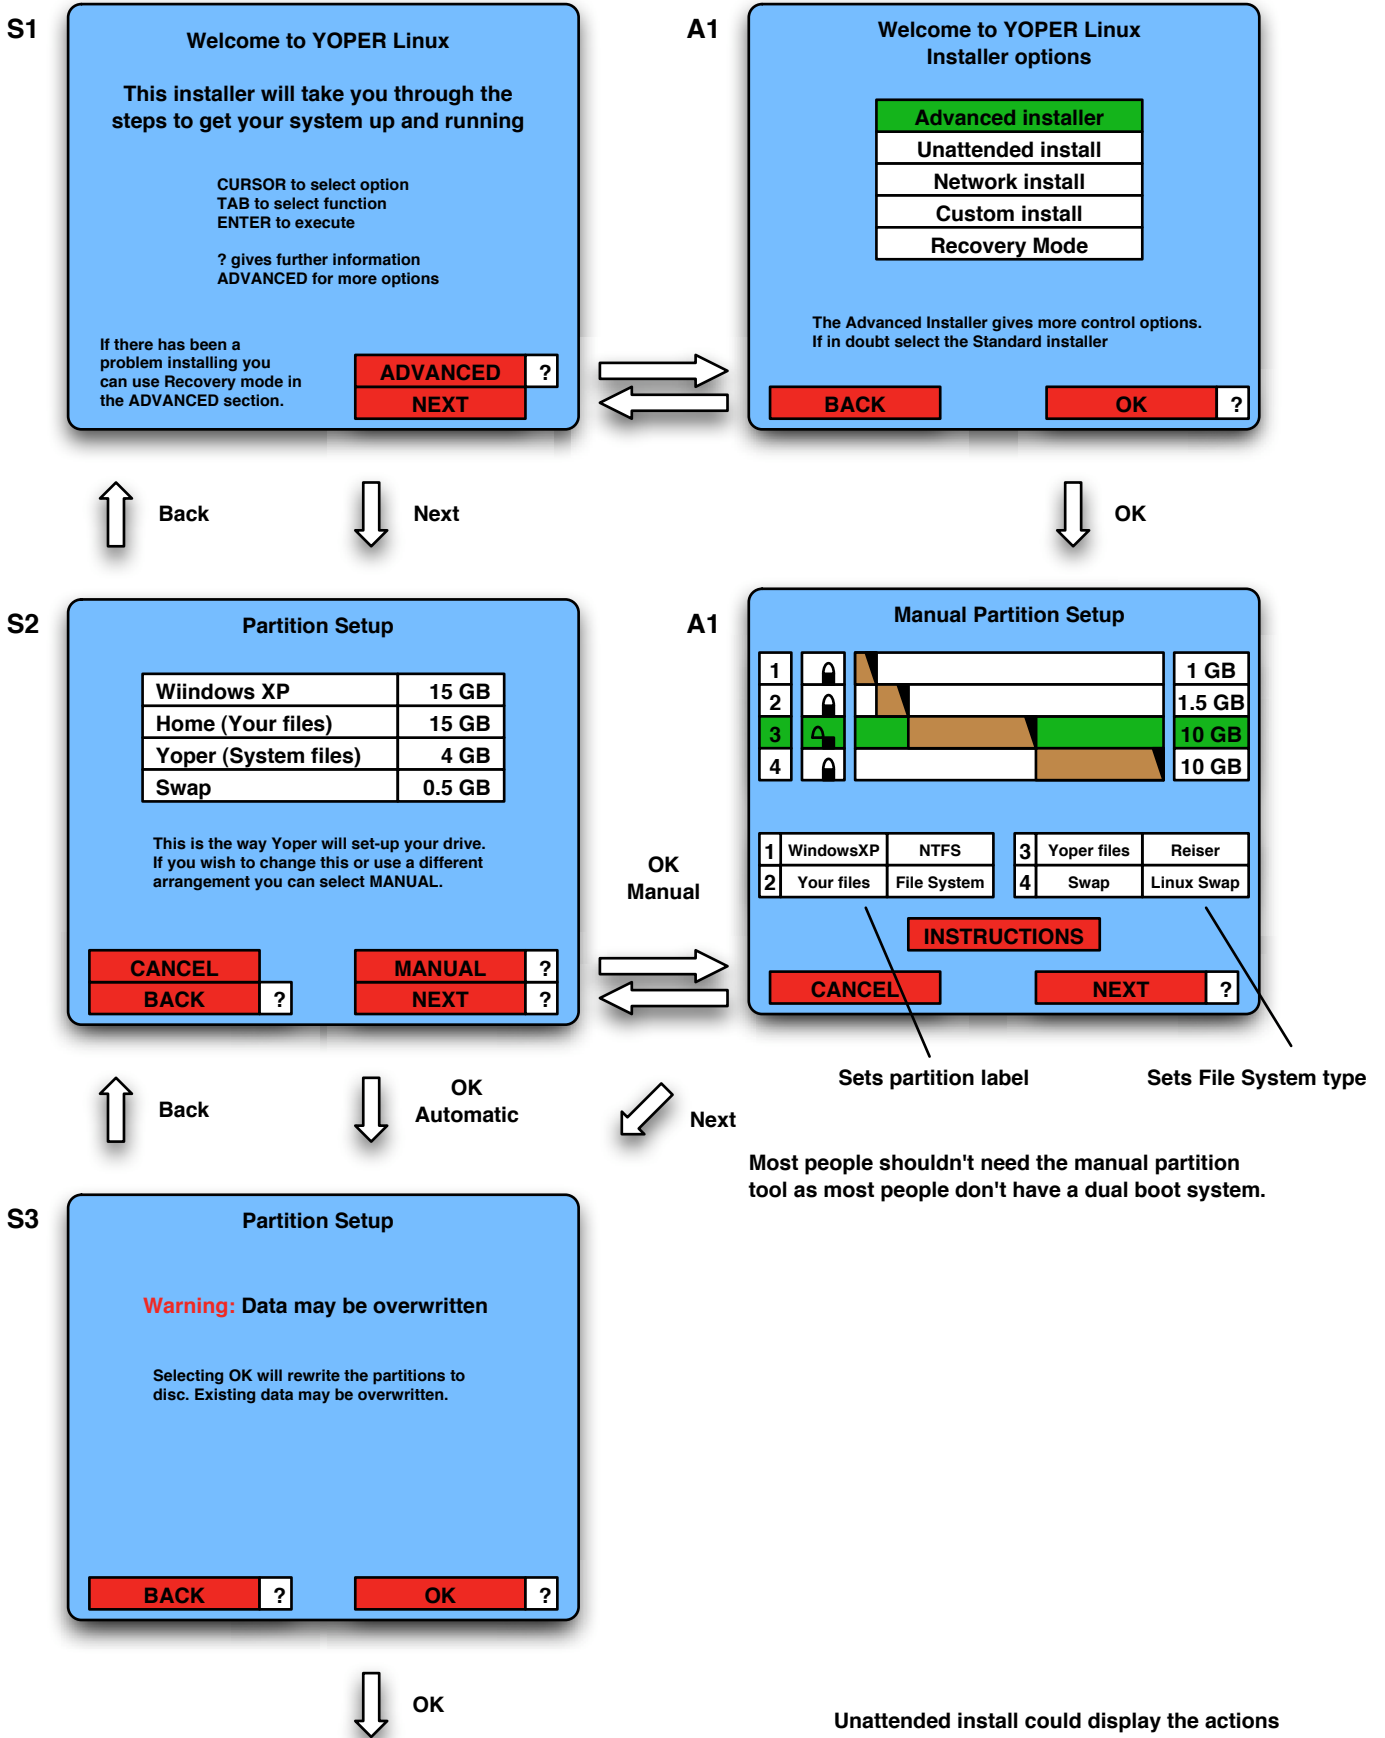 S1
Welcome to YOPER Linux
This installer will take you through the
steps to get your system up and running
CURSOR to select option
TAB to select function
ENTER to execute
? gives further information
ADVANCED for more options
If there has been a
problem installing you
can use Recovery mode in
the ADVANCED section.
ADVANCED ?
NEXT
A1
Welcome to YOPER Linux
Installer options
Advanced installer
Unattended install
Network install
Custom install
Recovery Mode
The Advanced Installer gives more control options.
If in doubt select the Standard installer
BACK
OK ?
Back
Next
OK
S2
Partition Setup
Wiindows XP 15 GB
Home (Your files) 15 GB
Yoper (System files) 4 GB
Swap 0.5 GB
This is the way Yoper will set-up your drive.
If you wish to change this or use a different
arrangement you can select MANUAL.
CANCEL
BACK ?
MANUAL ?
NEXT ?
OK
Manual
A1
Manual Partition Setup
1 1 GB
2 1.5 GB
3 10 GB
4 10 GB
1 WindowsXP NTFS
2 Your files File System
3 Yoper files Reiser
4 Swap Linux Swap
INSTRUCTIONS
CANCEL
NEXT ?
Sets partition label
Sets File System type
Back
OK
Automatic
Next
Most people shouldn't need the manual partition
tool as most people don't have a dual boot system.
S3
Partition Setup
Warning: Data may be overwritten
Selecting OK will rewrite the partitions to
disc. Existing data may be overwritten.
BACK ?
OK ?
OK
Unattended install could display the actions